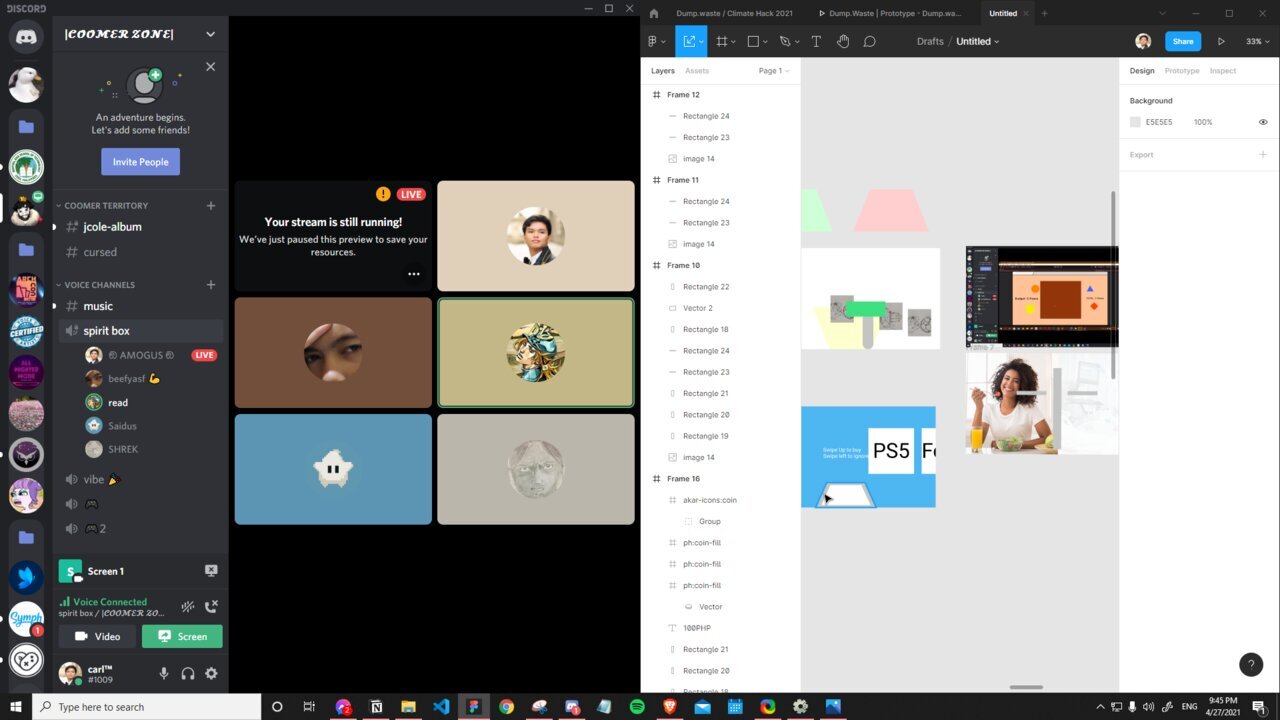 DISCORD
|𝓒𝓞𝓞𝓜𝓔𝓡 𝓩𝓞𝓝𝓔|
An adventure begins.
Let's add some friends!
Invite People
COOMER TERRITORY
jcole-album
cursed
VOICE CHANNELS
music
spirit box
® AMOGUS ®
LIVE
beefyasf 💪
read
Saidus
SHREK
vibe 🎉
🎮
🎮2
Screen 1
Voice Connected
spirit box / |𝓒𝓞𝓞𝓜𝓔𝓡 𝓩𝓞...
Video
Screen
carl™
#1009
LIVE
Your stream is still running!
We've just paused this preview to save your
resources.
Dump.waste / Climate Hack 2021
Dump.Waste | Prototype - Dump.wa...
Untitled
Drafts / Untitled
Share
33%
Layers
Assets
Page 1
Frame 12
Rectangle 24
Rectangle 23
image 14
Frame 11
Rectangle 24
Rectangle 23
image 14
Frame 10
Rectangle 22
Vector 2
Rectangle 18
Rectangle 24
Rectangle 23
Rectangle 21
Rectangle 20
Rectangle 19
image 14
Frame 16
akar-icons:coin
Group
ph:coin-fill
ph:coin-fill
ph:coin-fill
Vector
100PHP
Rectangle 21
Rectangle 20
Rectangle 18
Swipe Up to buy
Swipe left to ignore
PS5
Design
Prototype
Inspect
Background
E5E5E5
100%
Export
?
Type here to search
ENG
9:45 PM
4/27/2021